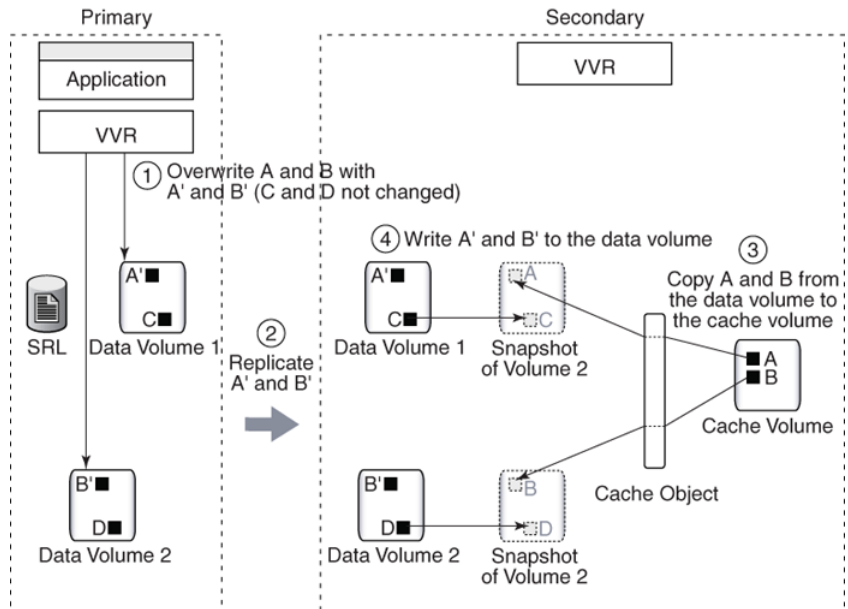 Primary
Secondary
Application
VVR
VVR
1 Overwrite A and B with
A' and B' (C and D not changed)
4 Write A' and B' to the data volume
3
Copy A and B from
the data volume to
the cache volume
A'
C
SRL
Data Volume 1
2
Replicate
A' and B'
A'
C
Data Volume 1
A
C
Snapshot
of Volume 2
A
B
Cache Volume
Cache Object
B'
D
Data Volume 2
B'
D
Data Volume 2
B
D
Snapshot
of Volume 2